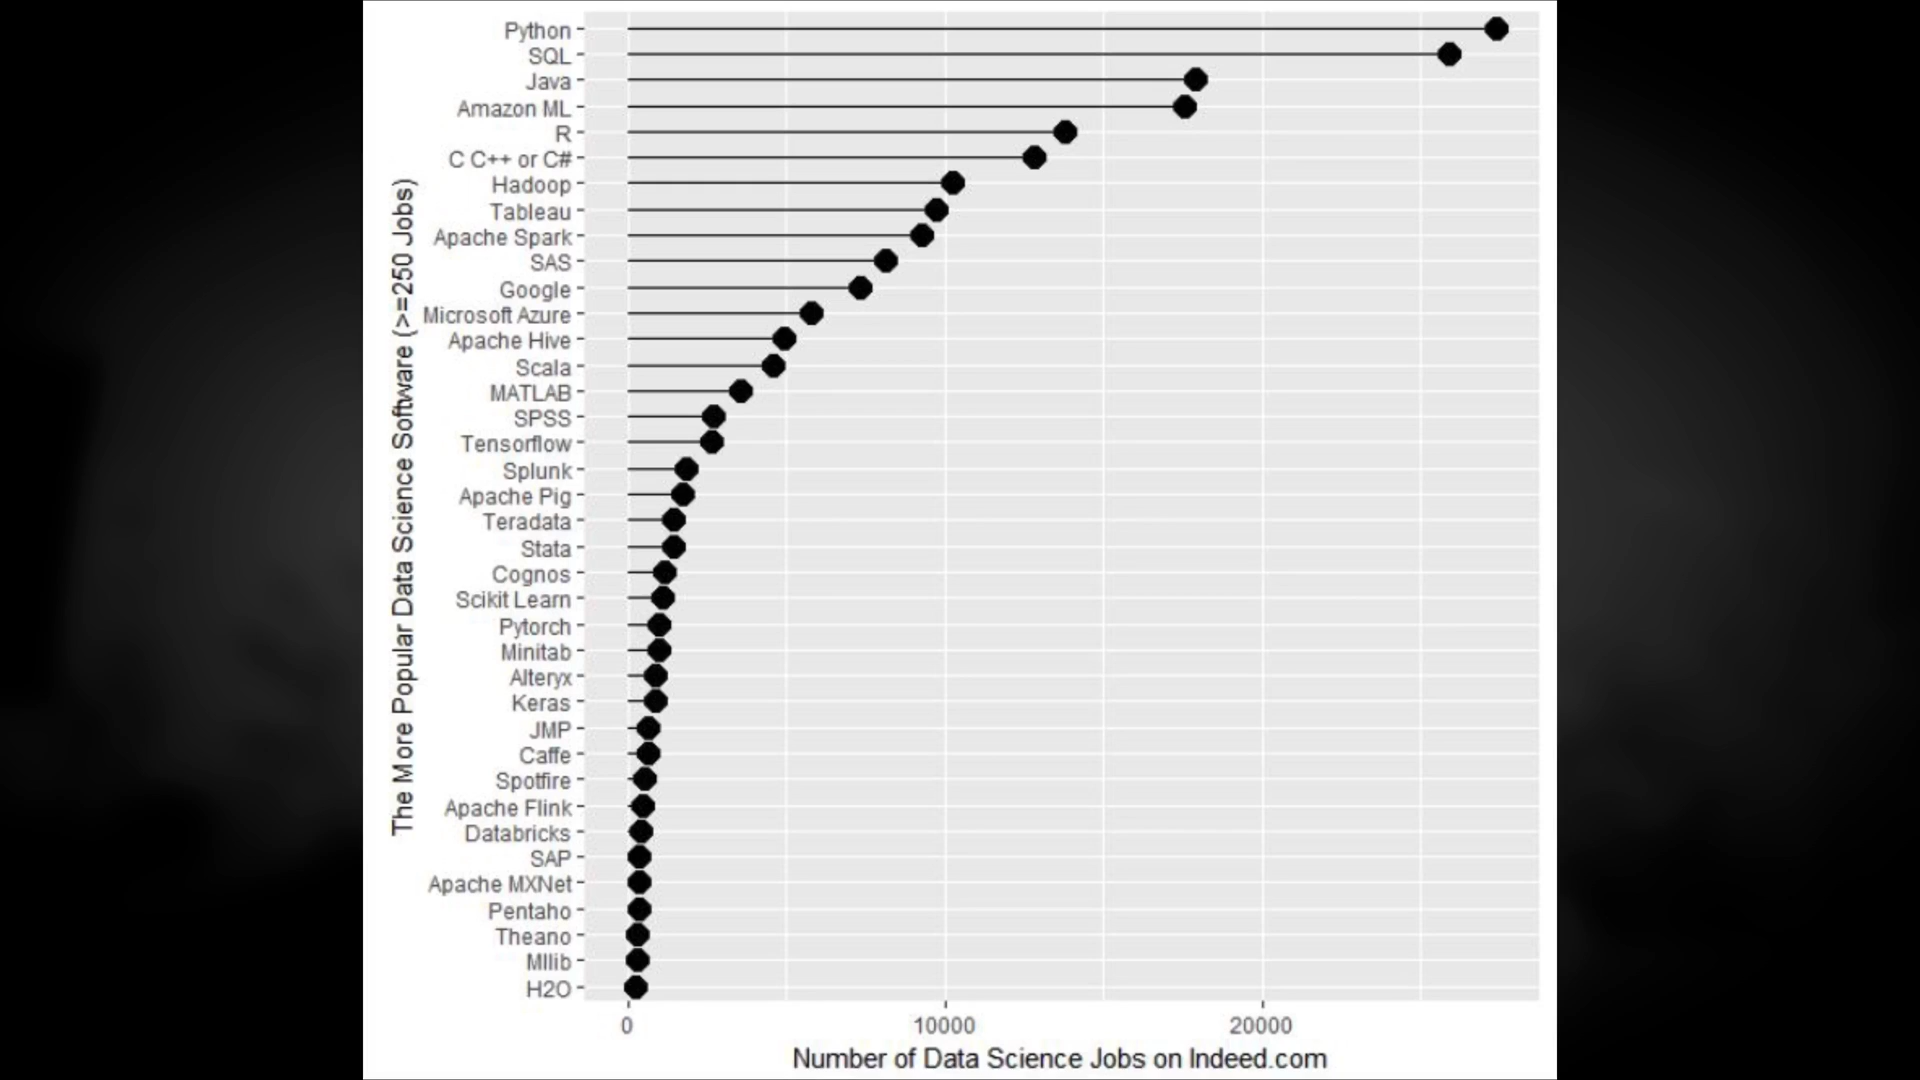 The More Popular Data Science Software (>=250 Jobs)
Python
SQL
Java
Amazon ML
R
C C++ or C#
Hadoop
Tableau
Apache Spark
SAS
Google
Microsoft Azure
Apache Hive
Scala
MATLAB
SPSS
Tensorflow
Splunk
Apache Pig
Teradata
Stata
Cognos
Scikit Learn
Pytorch
Minitab
Alteryx
Keras
JMP
Caffe
Spotfire
Apache Flink
Databricks
SAP
Apache MXNet
Pentaho
Theano
Mllib
H2O
0 10000 20000
Number of Data Science Jobs on Indeed.com